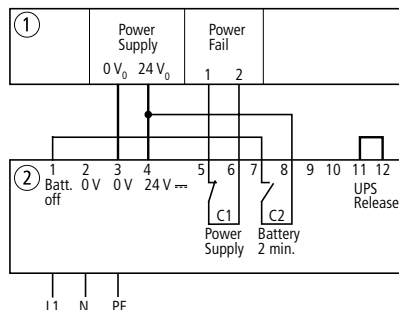 1
Power Supply
Power Fail
0 V0 24 V0
1 2
1 2 3 4 5 6 7 8 9 10 11 12
2
Batt. off
0 V 0 V 24 V ⎓
C1
C2
UPS Release
Power Supply
Battery 2 min.
L1 N PE